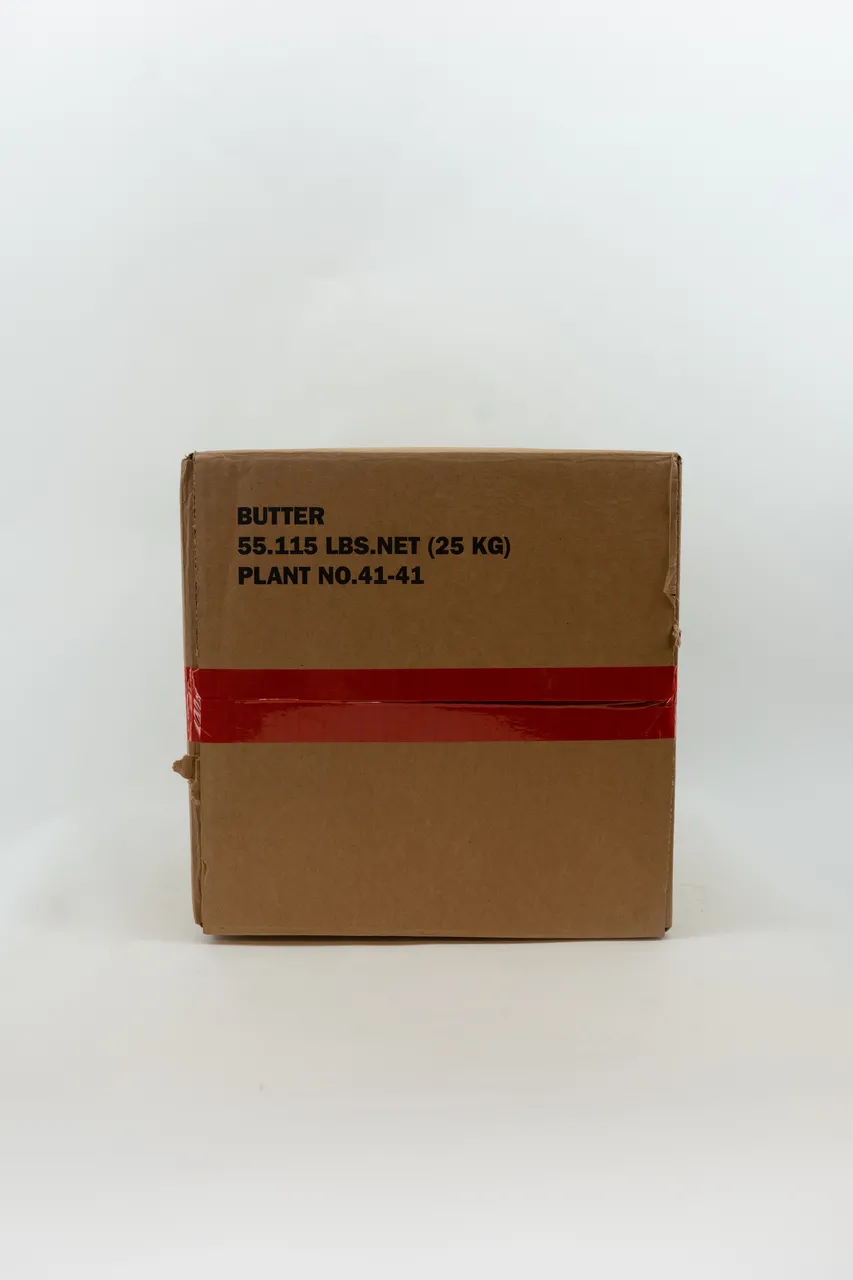 BUTTER
55.115 LBS.NET (25 KG)
PLANT NO.41-41